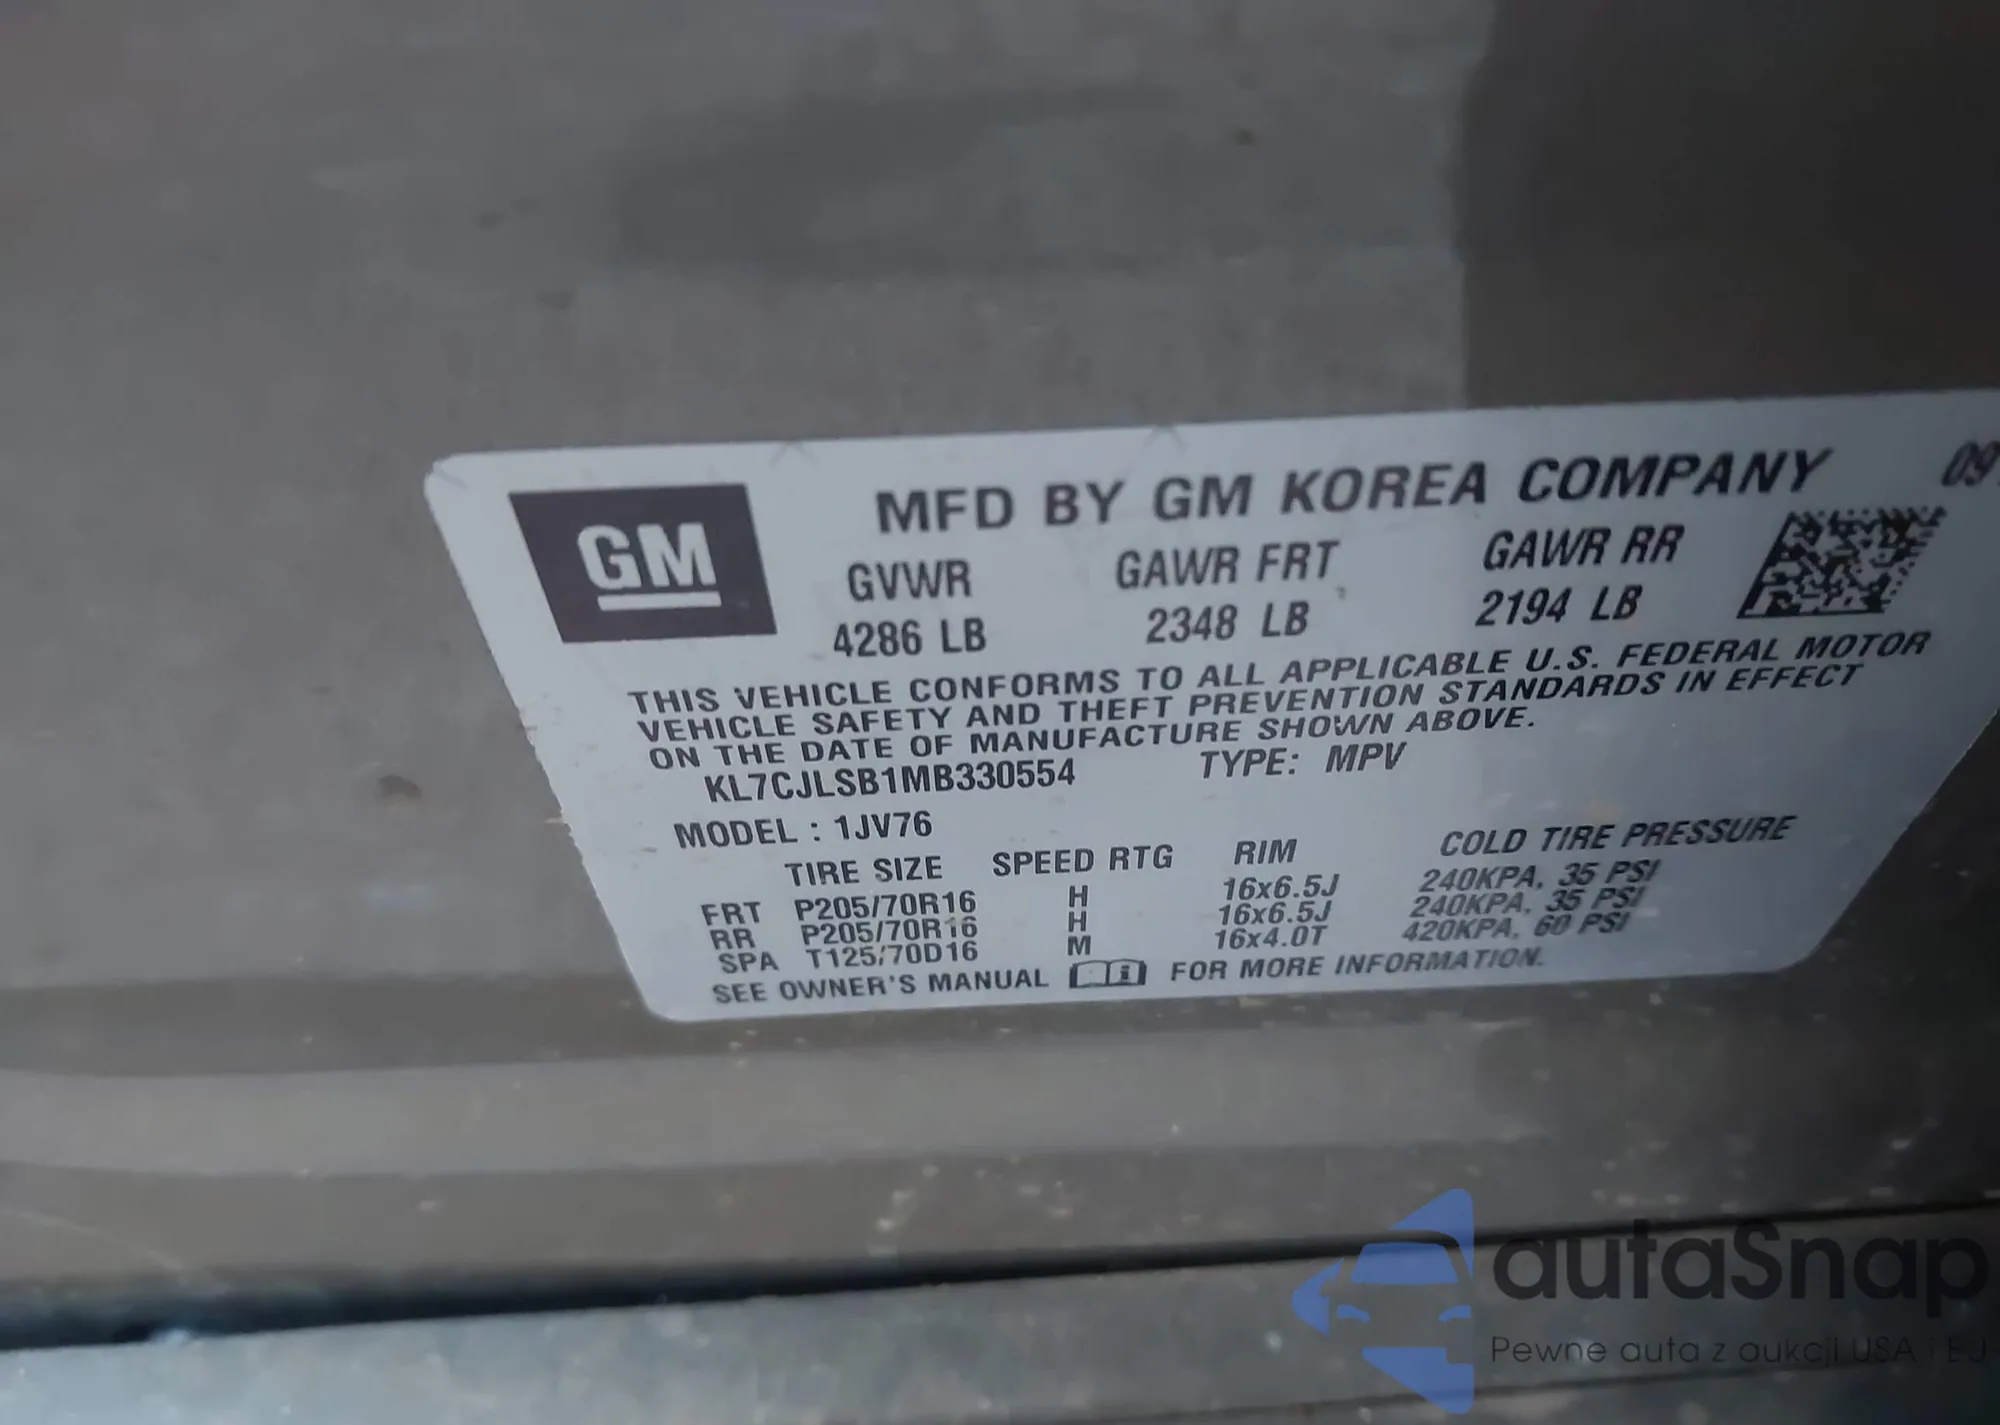 GM
MFD BY GM KOREA COMPANY 09
GVWR GAWR FRT GAWR RR
4286 LB 2348 LB 2194 LB
THIS VEHICLE CONFORMS TO ALL APPLICABLE U.S. FEDERAL MOTOR
VEHICLE SAFETY AND THEFT PREVENTION STANDARDS IN EFFECT
ON THE DATE OF MANUFACTURE SHOWN ABOVE.
KL7CJLSB1MB330554 TYPE: MPV
MODEL : 1JV76
TIRE SIZE SPEED RTG RIM COLD TIRE PRESSURE
FRT P205/70R16 H 16x6.5J 240KPA, 35 PSI
RR P205/70R16 H 16x6.5J 240KPA, 35 PSI
SPA T125/70D16 M 16x4.0T 420KPA, 60 PSI
SEE OWNER'S MANUAL FOR MORE INFORMATION.
autaSnap
Pewne auta z aukcji USA i EU